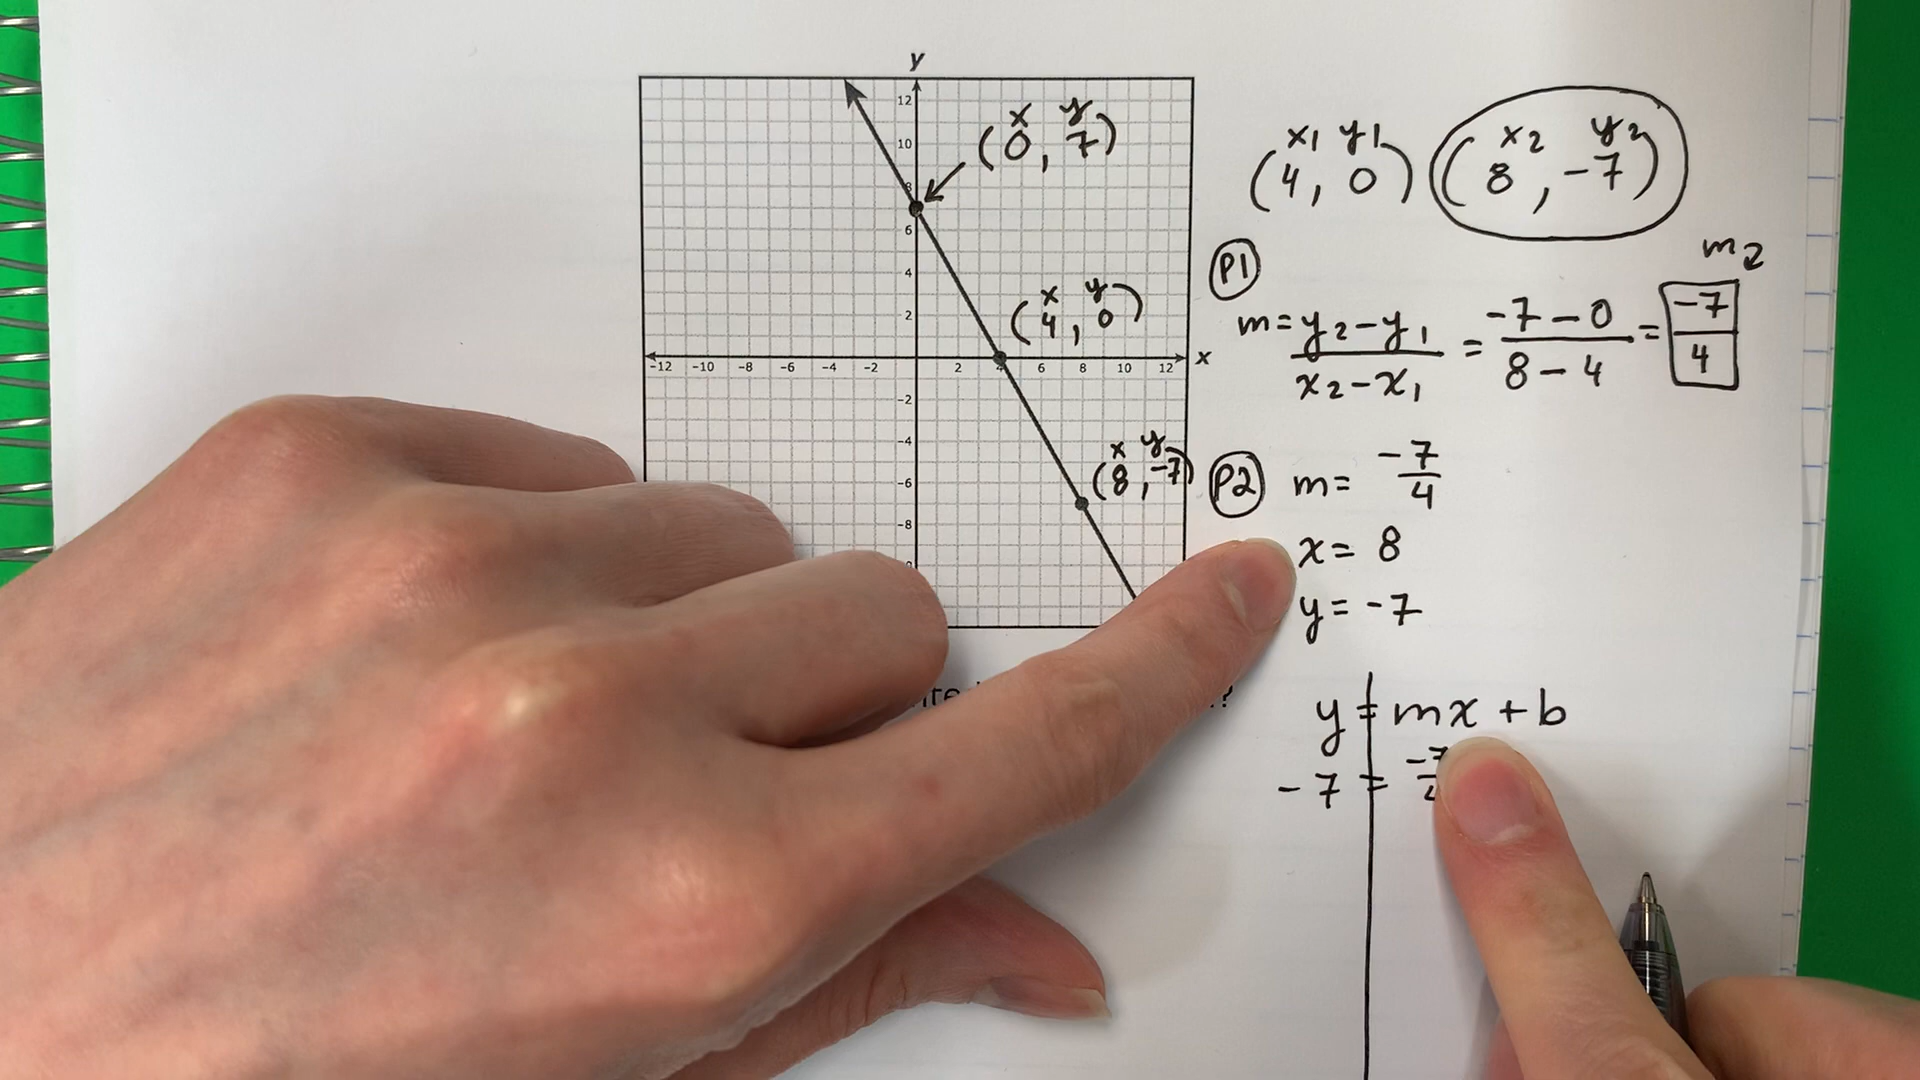 y
12
10
8
6
4
2
-12 -10 -8 -6 -4 -2 2 4 6 8 10 12 x
-2
-4
-6
-8
x y
(0, 7)
x y
(4, 0)
x y
(8, -7)
x1 y1 x2 y2
(4, 0) (8, -7)
P1
m2
m = y2 - y1 / x2 - x1 = -7 - 0 / 8 - 4 = -7/4
P2 m = -7/4
x = 8
y = -7
?
y = mx + b
-7 =